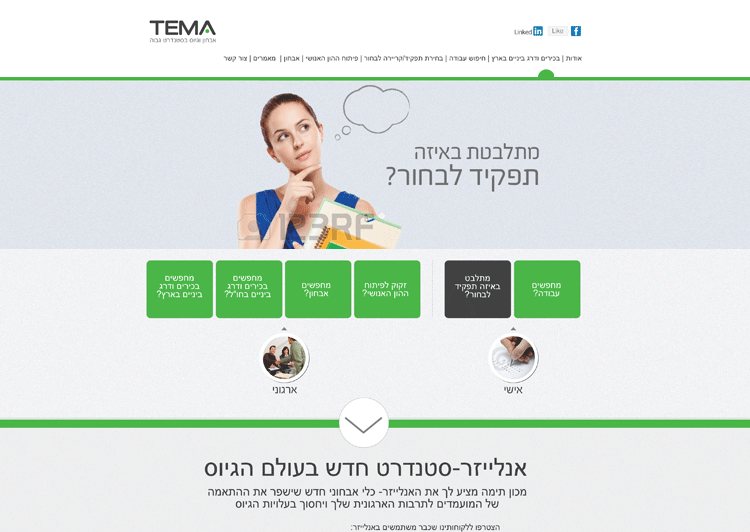 TEMA
אבחון וגיוס בסטנדרט גבוה
Linked in
Like
f
אודות | בכירים ודרג ביניים בארץ | חיפוש עבודה | בחירת תפקיד/קריירה לבחור | פיתוח ההון האנושי | אבחון | מאמרים | צור קשר
מתלבטת באיזה
תפקיד לבחור?
123RF
מחפשים
עבודה?
מתלבט
באיזה תפקיד
לבחור?
זקוק לפיתוח
ההון האנושי?
מחפשים
אבחון?
מחפשים
בכירים ודרג
ביניים בחו"ל?
מחפשים
בכירים ודרג
ביניים בארץ?
אישי
ארגוני
אנלייזר-סטנדרט חדש בעולם הגיוס
מכון תימה מציע לך את האנלייזר- כלי אבחוני חדש שישפר את ההתאמה
של המועמדים לתרבות הארגונית שלך ויחסוך בעלויות הגיוס
הצטרפו ללקוחותינו שכבר משתמשים באנלייזר: